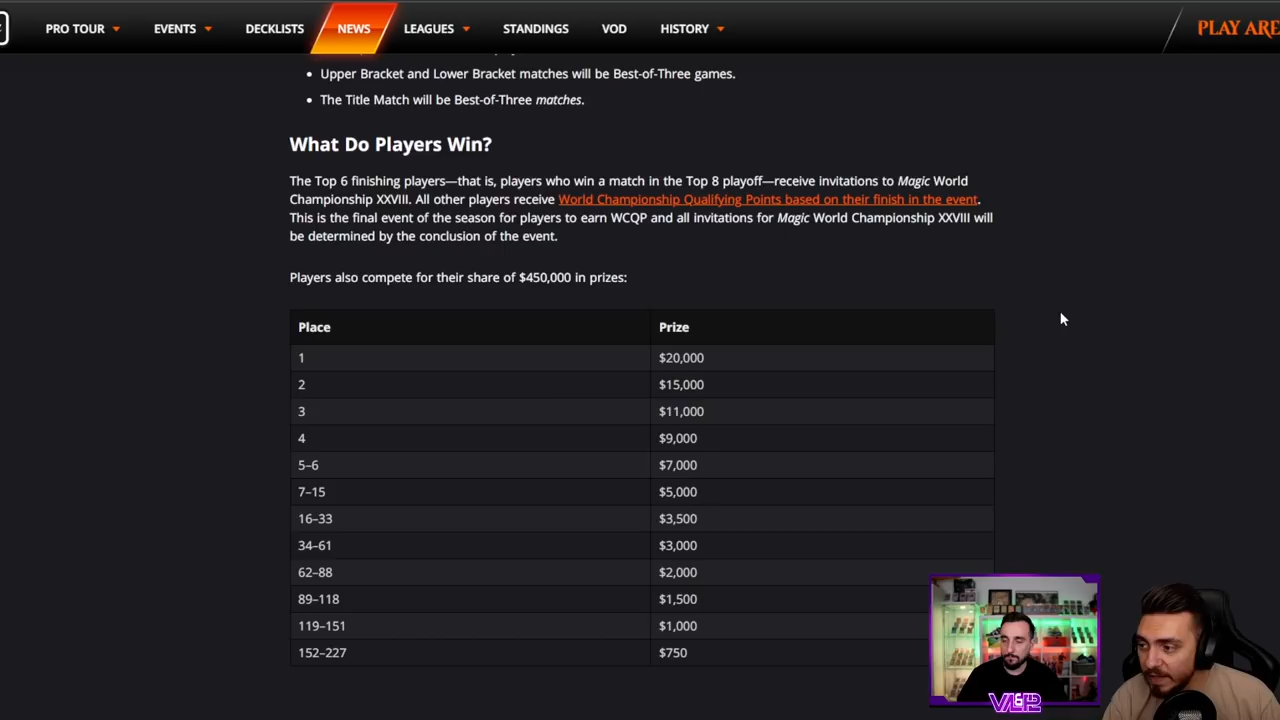 PRO TOUR EVENTS DECKLISTS NEWS LEAGUES STANDINGS VOD HISTORY PLAY ARE
• Upper Bracket and Lower Bracket matches will be Best-of-Three games.
• The Title Match will be Best-of-Three matches.
What Do Players Win?
The Top 6 finishing players—that is, players who win a match in the Top 8 playoff—receive invitations to Magic World
Championship XXVIII. All other players receive World Championship Qualifying Points based on their finish in the event.
This is the final event of the season for players to earn WCQP and all invitations for Magic World Championship XXVIII will
be determined by the conclusion of the event.
Players also compete for their share of $450,000 in prizes:
Place Prize
1 $20,000
2 $15,000
3 $11,000
4 $9,000
5–6 $7,000
7–15 $5,000
16–33 $3,500
34–61 $3,000
62–88 $2,000
89–118 $1,500
119–151 $1,000
152–227 $750